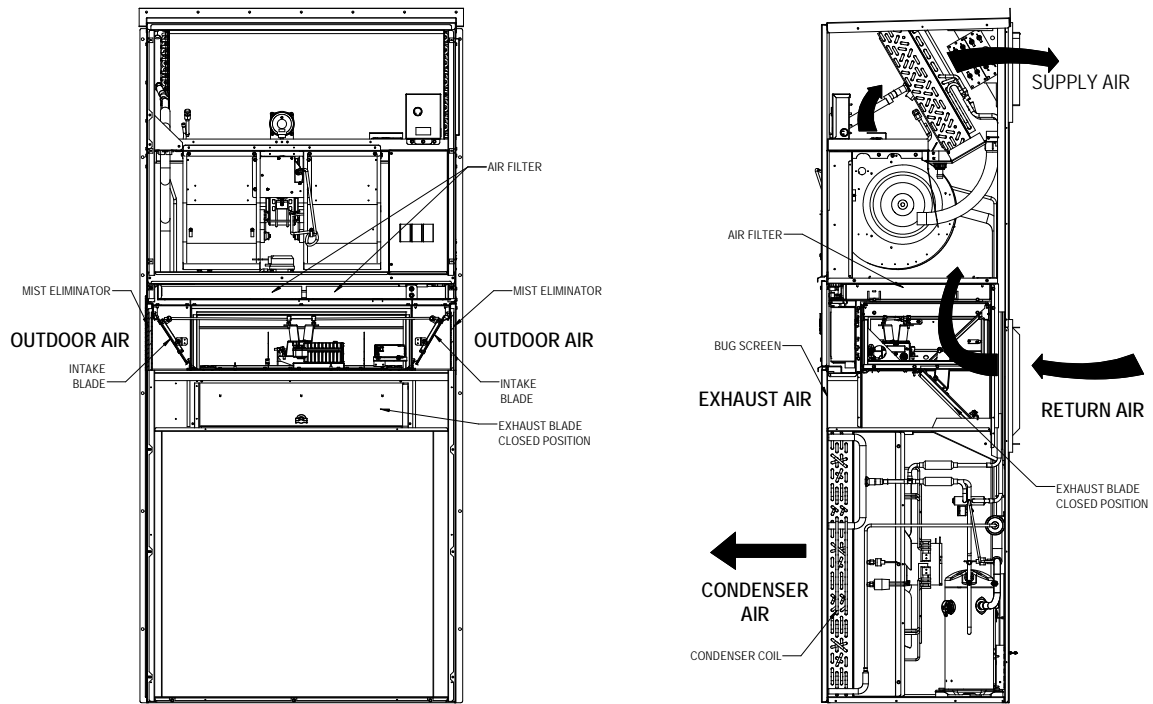 AIR FILTER
MIST ELIMINATOR
OUTDOOR AIR
INTAKE
BLADE
MIST ELIMINATOR
OUTDOOR AIR
INTAKE
BLADE
EXHAUST BLADE
CLOSED POSITION
SUPPLY AIR
AIR FILTER
BUG SCREEN
EXHAUST AIR
RETURN AIR
EXHAUST BLADE
CLOSED POSITION
CONDENSER
AIR
CONDENSER COIL